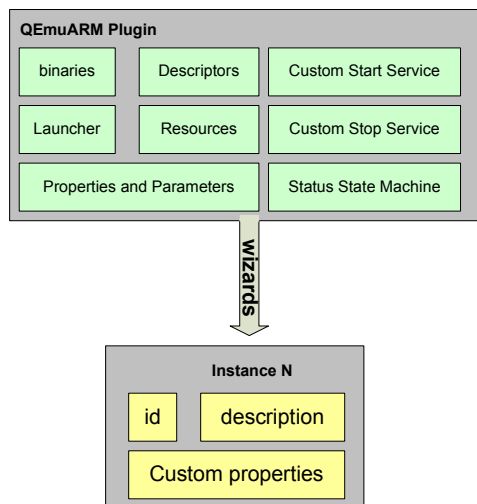 QEmuARM Plugin
binaries
Descriptors
Custom Start Service
Launcher
Resources
Custom Stop Service
Properties and Parameters
Status State Machine
wizards
Instance N
id
description
Custom properties